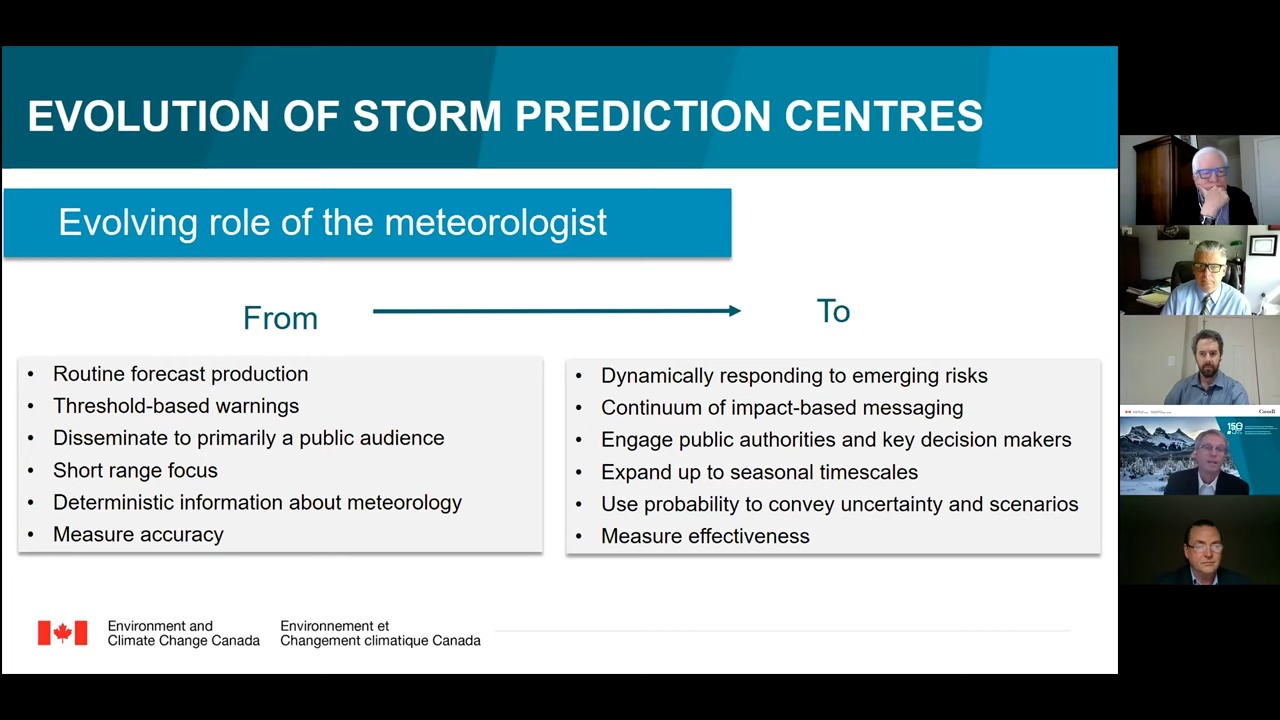 EVOLUTION OF STORM PREDICTION CENTRES
Evolving role of the meteorologist
From
To
• Routine forecast production
• Threshold-based warnings
• Disseminate to primarily a public audience
• Short range focus
• Deterministic information about meteorology
• Measure accuracy
• Dynamically responding to emerging risks
• Continuum of impact-based messaging
• Engage public authorities and key decision makers
• Expand up to seasonal timescales
• Use probability to convey uncertainty and scenarios
• Measure effectiveness
Environment and
Climate Change Canada
Environnement et
Changement climatique Canada
Canada
150